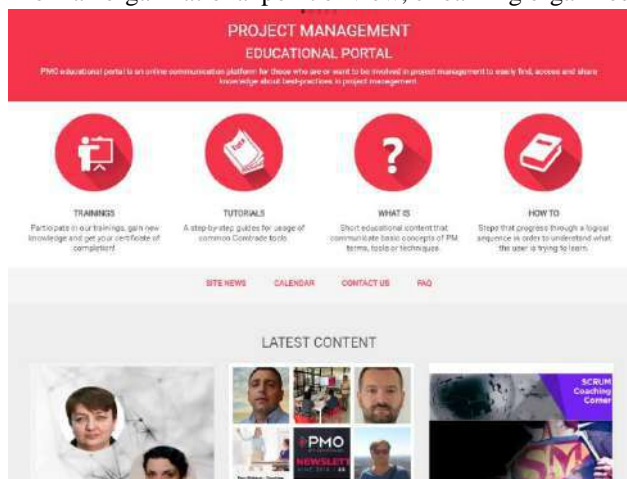 PROJECT MANAGEMENT
EDUCATIONAL PORTAL
PMO educational portal is an online communication platform for those who are or want to be involved in project management to easily find, access and share
knowledge about best-practices in project management.
TRAININGS
Participate in our trainings, gain new
knowledge and get your certificate of
completion!
TUTORIALS
A step-by-step guides for usage of
common Comtrade tools
WHAT IS
Short educational content that
communicate basic concepts of PM
terms, tools or techniques
HOW TO
Steps that progress through a logical
sequence in order to understand what
the user is trying to learn.
SITE NEWS CALENDAR CONTACT US FAQ
LATEST CONTENT
PMO
NEWSLETT
SCRUM
Coaching
Corner
SM